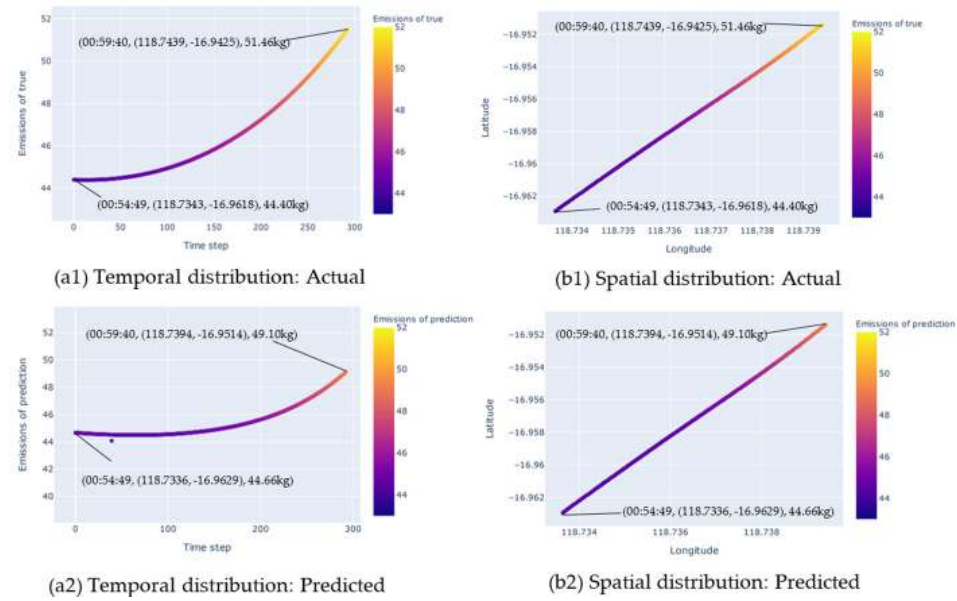 Emissions of true
52
50
48
46
44
Emissions of true
(00:59:40, (118.7439, -16.9425), 51.46kg)
(00:54:49, (118.7343, -16.9618), 44.40kg)
0
50
100
150
200
250
300
Time step
52
50
48
46
44
(a1) Temporal distribution: Actual
Emissions of true
−16.952
−16.954
−16.956
−16.958
−16.96
−16.962
Latitude
(00:59:40, (118.7439, -16.9425), 51.46kg)
(00:54:49, (118.7343, -16.9618), 44.40kg)
118.734
118.735
118.736
118.737
118.738
118.739
Longitude
52
50
48
46
44
(b1) Spatial distribution: Actual
Emissions of prediction
52
50
48
46
44
42
40
Emissions of prediction
(00:59:40, (118.7394, -16.9514), 49.10kg)
(00:54:49, (118.7336, -16.9629), 44.66kg)
0
100
200
300
Time step
52
50
48
46
44
(a2) Temporal distribution: Predicted
Emissions of prediction
−16.952
−16.954
−16.956
−16.958
−16.96
−16.962
Latitude
(00:59:40, (118.7394, -16.9514), 49.10kg)
(00:54:49, (118.7336, -16.9629), 44.66kg)
118.734
118.736
118.738
Longitude
52
50
48
46
44
(b2) Spatial distribution: Predicted